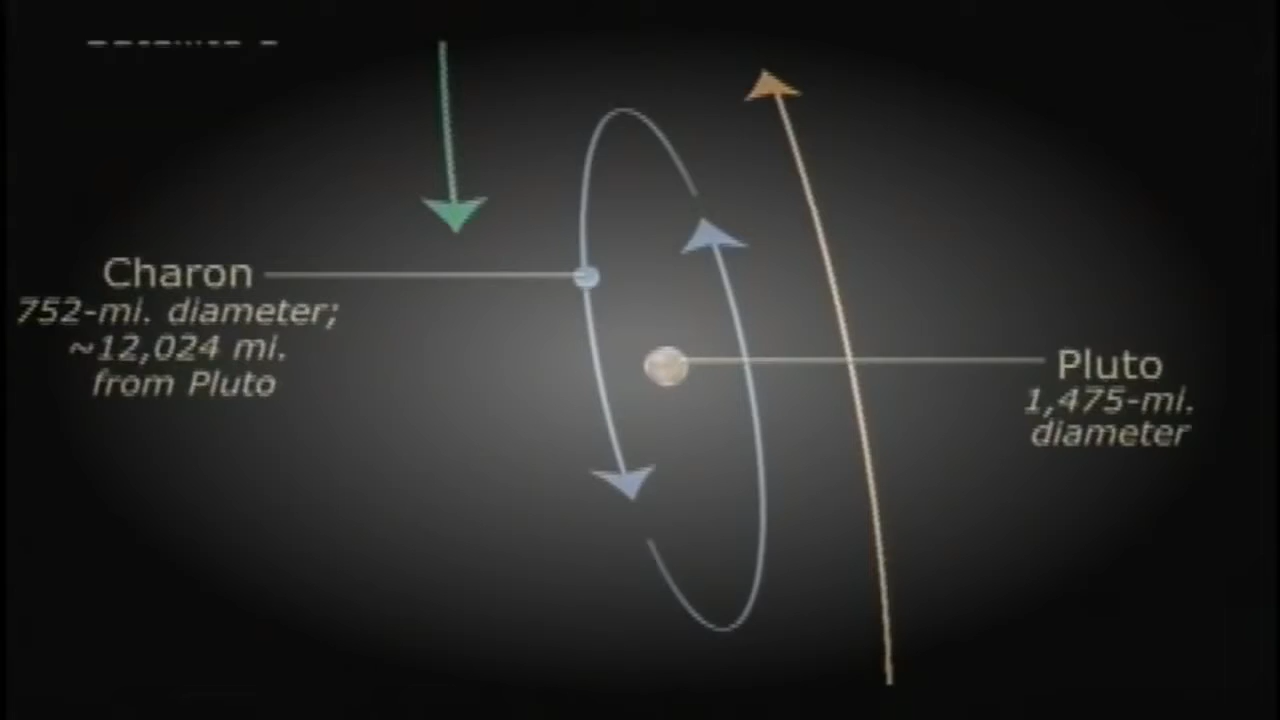 Charon
752-mi. diameter;
~12,024 mi.
from Pluto
Pluto
1,475-mi.
diameter